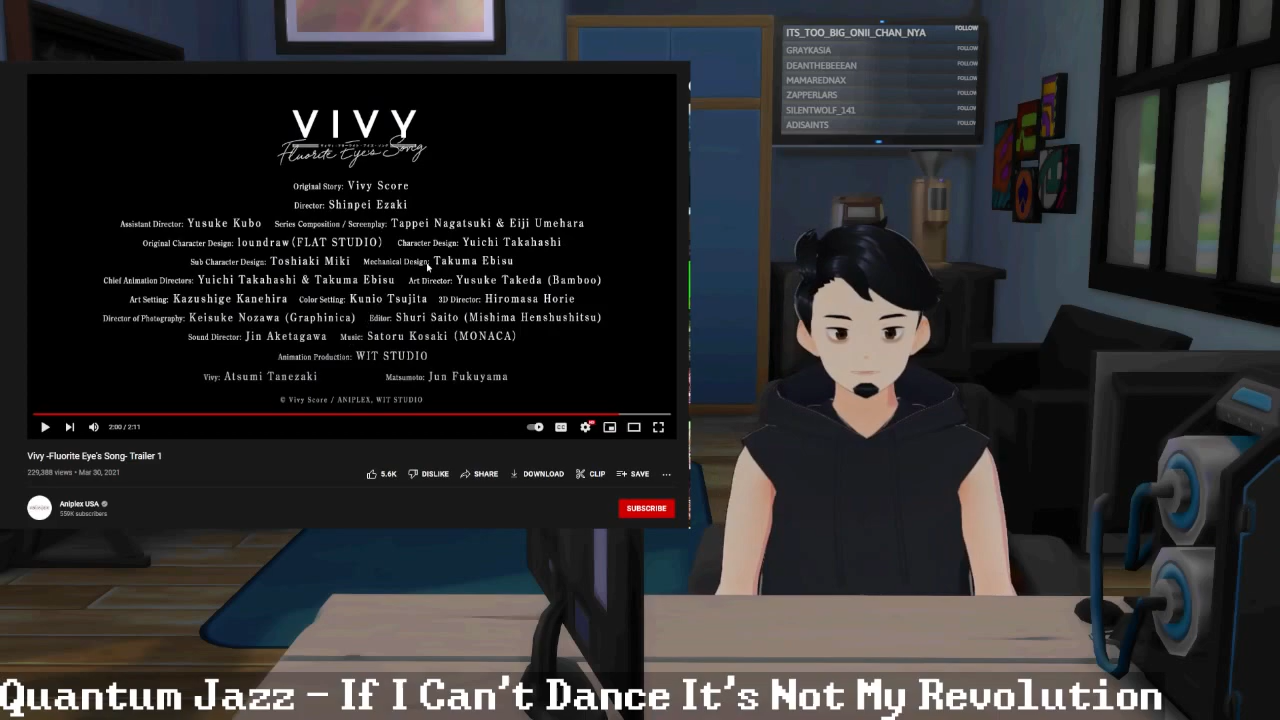 ITS_TOO_BIG_ONII_CHAN_NYA FOLLOW
GRAYKASIA FOLLOW
DEANTHEBEEEAN FOLLOW
MAMAREDNAX FOLLOW
ZAPPERLARS FOLLOW
SILENTWOLF_141 FOLLOW
ADISAINTS FOLLOW
VIVY
Fluorite Eye's Song
Original Story: Vivy Score
Director: Shinpei Ezaki
Assistant Director: Yusuke Kubo Series Composition / Screenplay: Tappei Nagatsuki & Eiji Umehara
Original Character Design: loundraw (FLAT STUDIO) Character Design: Yuichi Takahashi
Sub Character Design: Toshiaki Miki Mechanical Design: Takuma Ebisu
Chief Animation Directors: Yuichi Takahashi & Takuma Ebisu Art Director: Yusuke Takeda (Bamboo)
Art Setting: Kazushige Kanehira Color Setting: Kunio Tsujita 3D Director: Hiromasa Horie
Director of Photography: Keisuke Nozawa (Graphinica) Editor: Shuri Saito (Mishima Henshushitsu)
Sound Director: Jin Aketagawa Music: Satoru Kosaki (MONACA)
Animation Production: WIT STUDIO
Vivy: Atsumi Tanezaki Matsumoto: Jun Fukuyama
© Vivy Score / ANIPLEX, WIT STUDIO
2:00 / 2:11
Vivy -Fluorite Eye's Song- Trailer 1
229,388 views • Mar 30, 2021
5.6K DISLIKE SHARE DOWNLOAD CLIP SAVE ...
Aniplex USA
559K subscribers
SUBSCRIBE
Quantum Jazz - If I Can't Dance It's Not My Revolution